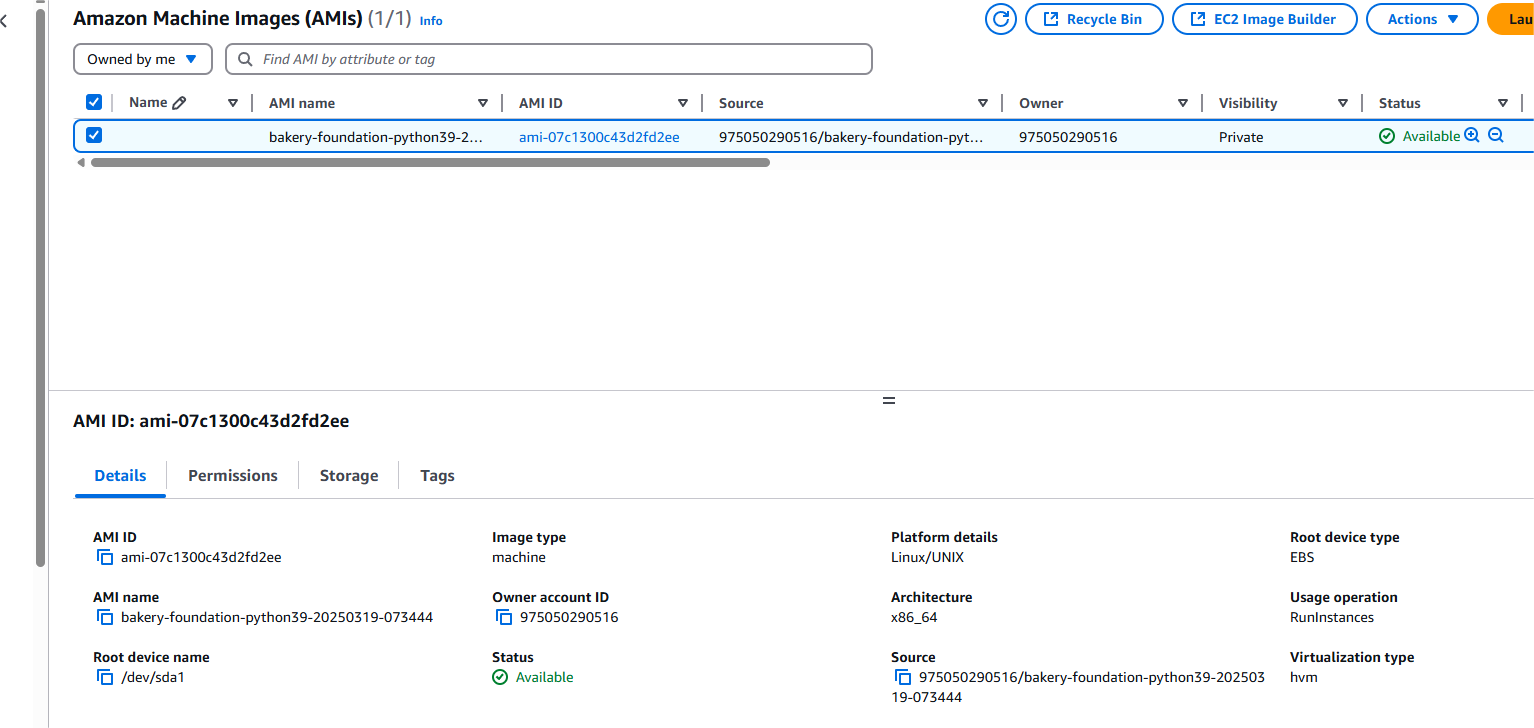 Amazon Machine Images (AMIs) (1/1) Info
Recycle Bin
EC2 Image Builder
Actions
Lau
Owned by me
Find AMI by attribute or tag
Name
AMI name
AMI ID
Source
Owner
Visibility
Status
bakery-foundation-python39-2…
ami-07c1300c43d2fd2ee
975050290516/bakery-foundation-pyt…
975050290516
Private
Available
AMI ID: ami-07c1300c43d2fd2ee
Details
Permissions
Storage
Tags
AMI ID
ami-07c1300c43d2fd2ee
Image type
machine
Platform details
Linux/UNIX
Root device type
EBS
AMI name
bakery-foundation-python39-20250319-073444
Owner account ID
975050290516
Architecture
x86_64
Usage operation
RunInstances
Root device name
/dev/sda1
Status
Available
Source
975050290516/bakery-foundation-python39-202503
19-073444
Virtualization type
hvm